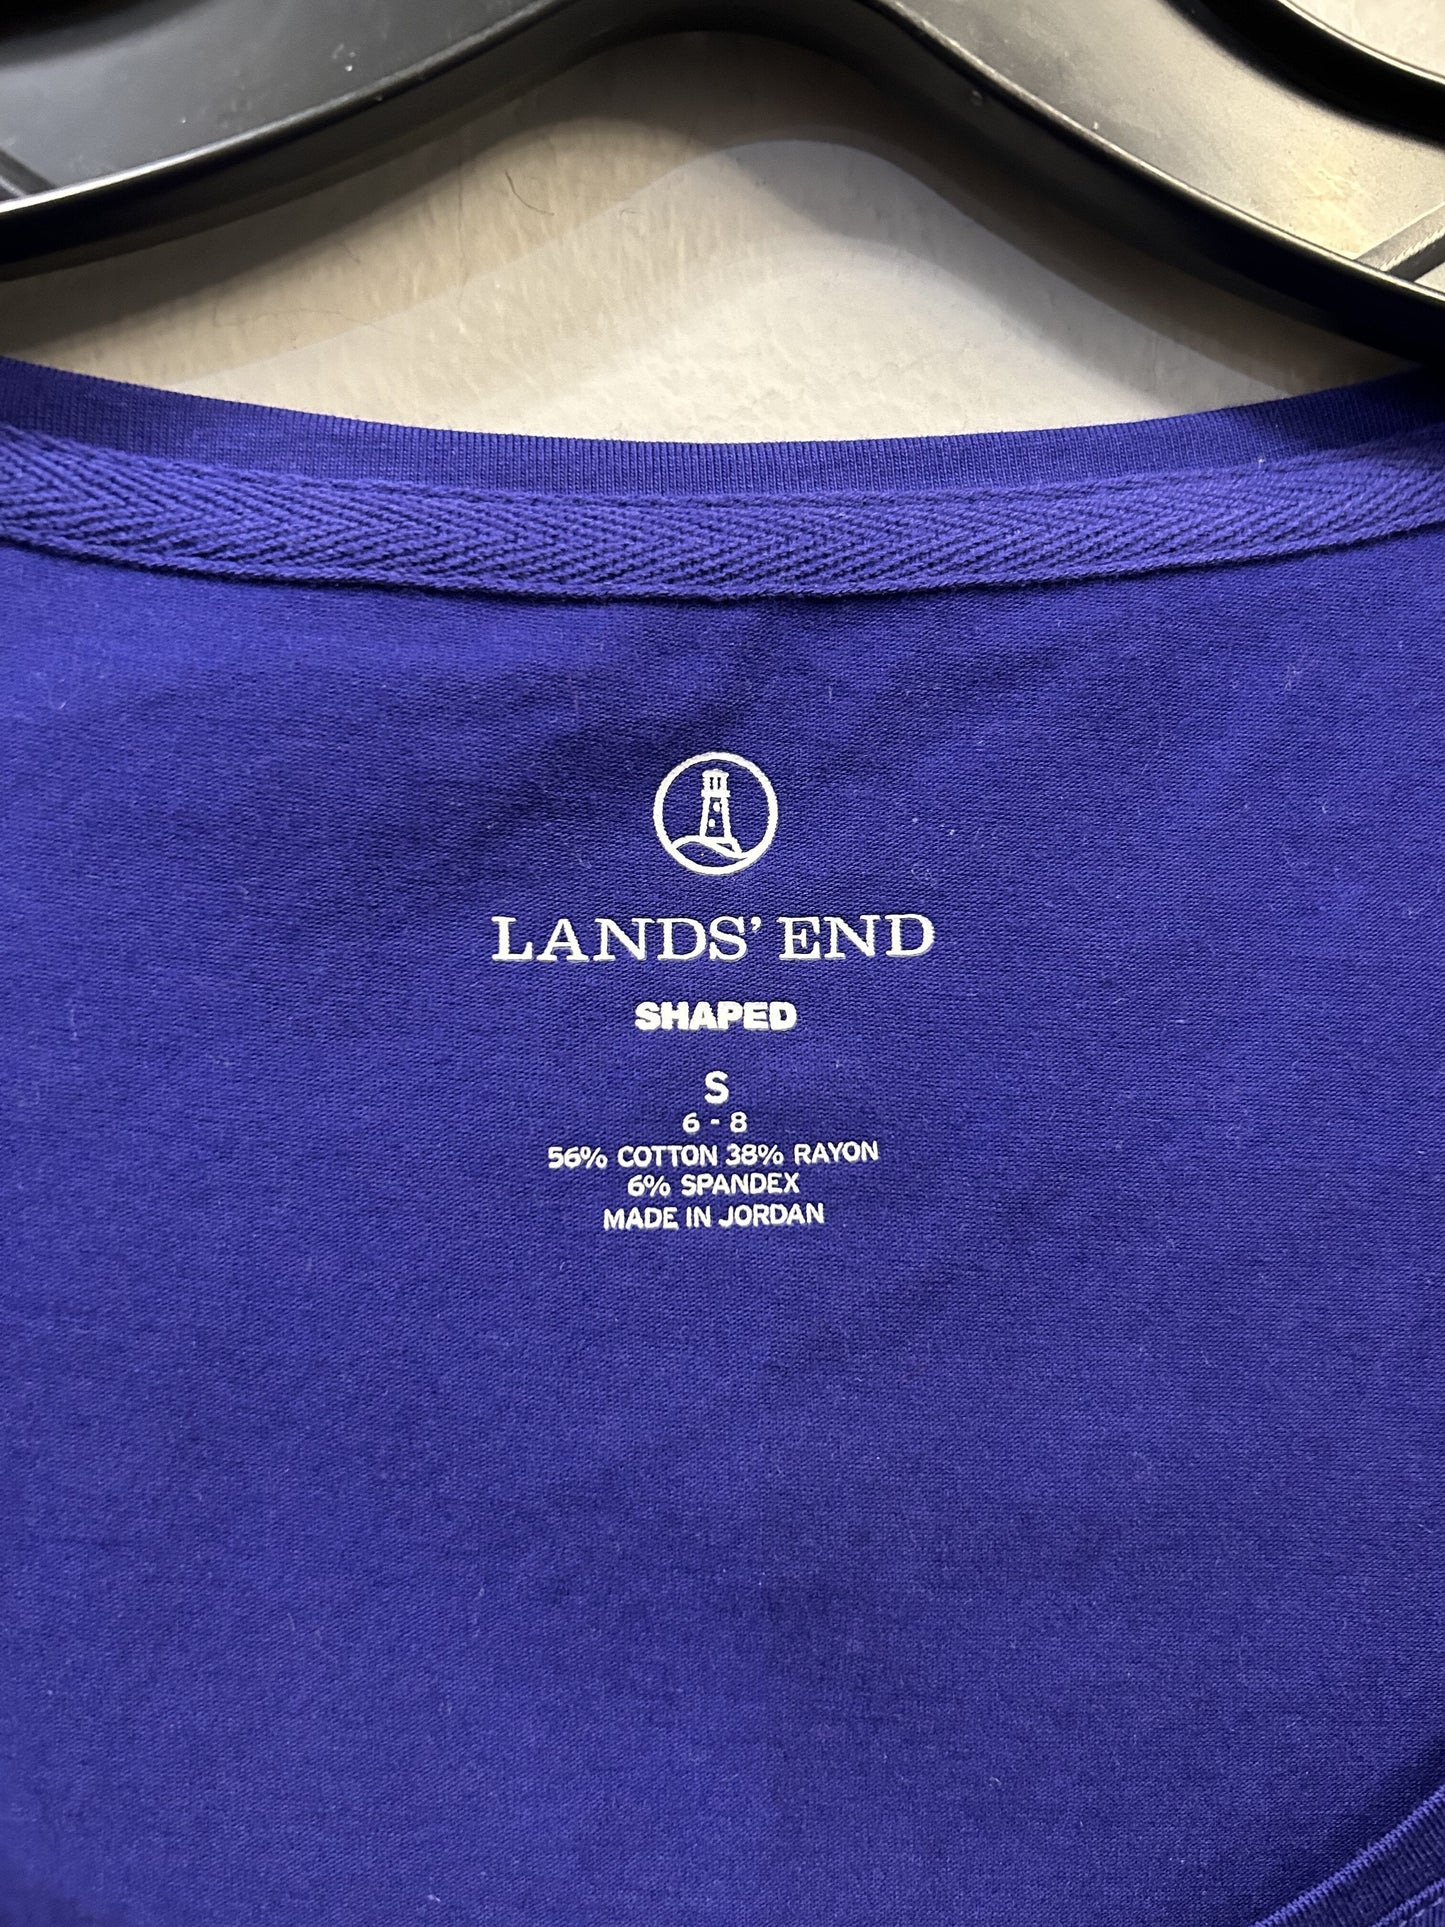 LANDS' END
SHAPED
S
6 - 8
56% COTTON 38% RAYON
6% SPANDEX
MADE IN JORDAN